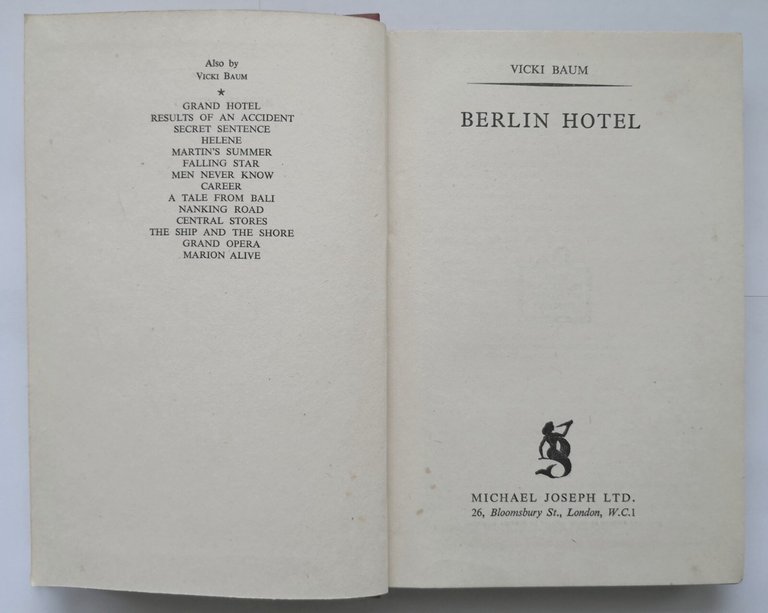 Also by
VICKI BAUM
★
GRAND HOTEL
RESULTS OF AN ACCIDENT
SECRET SENTENCE
HELENE
MARTIN'S SUMMER
FALLING STAR
MEN NEVER KNOW
CAREER
A TALE FROM BALI
NANKING ROAD
CENTRAL STORES
THE SHIP AND THE SHORE
GRAND OPERA
MARION ALIVE
VICKI BAUM
BERLIN HOTEL
MICHAEL JOSEPH LTD.
26, Bloomsbury St., London, W.C.1